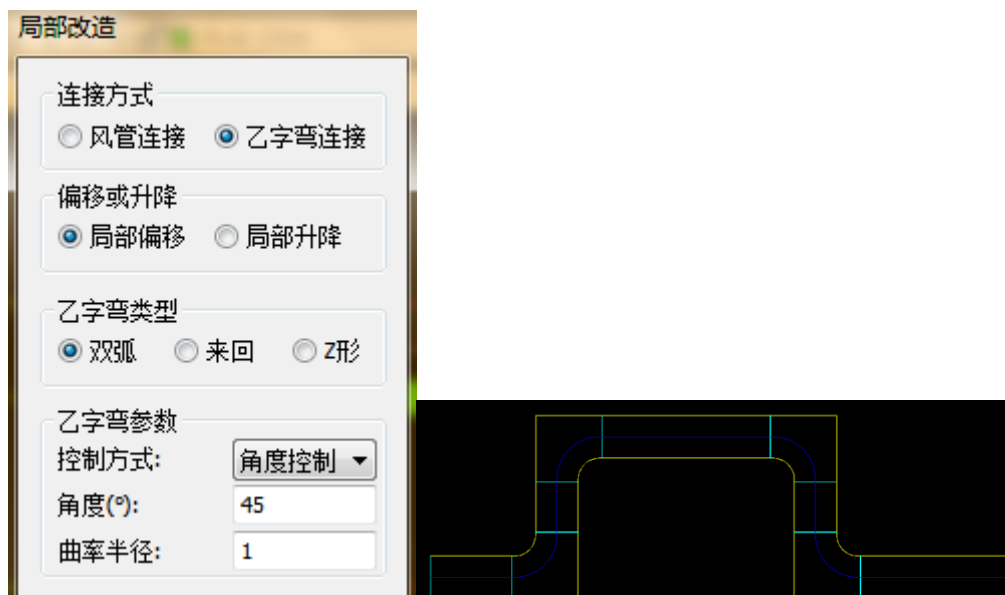 局部改造
连接方式
风管连接 乙字弯连接
偏移或升降
局部偏移 局部升降
乙字弯类型
双弧 来回 Z形
乙字弯参数
控制方式: 角度控制
角度(°): 45
曲率半径: 1